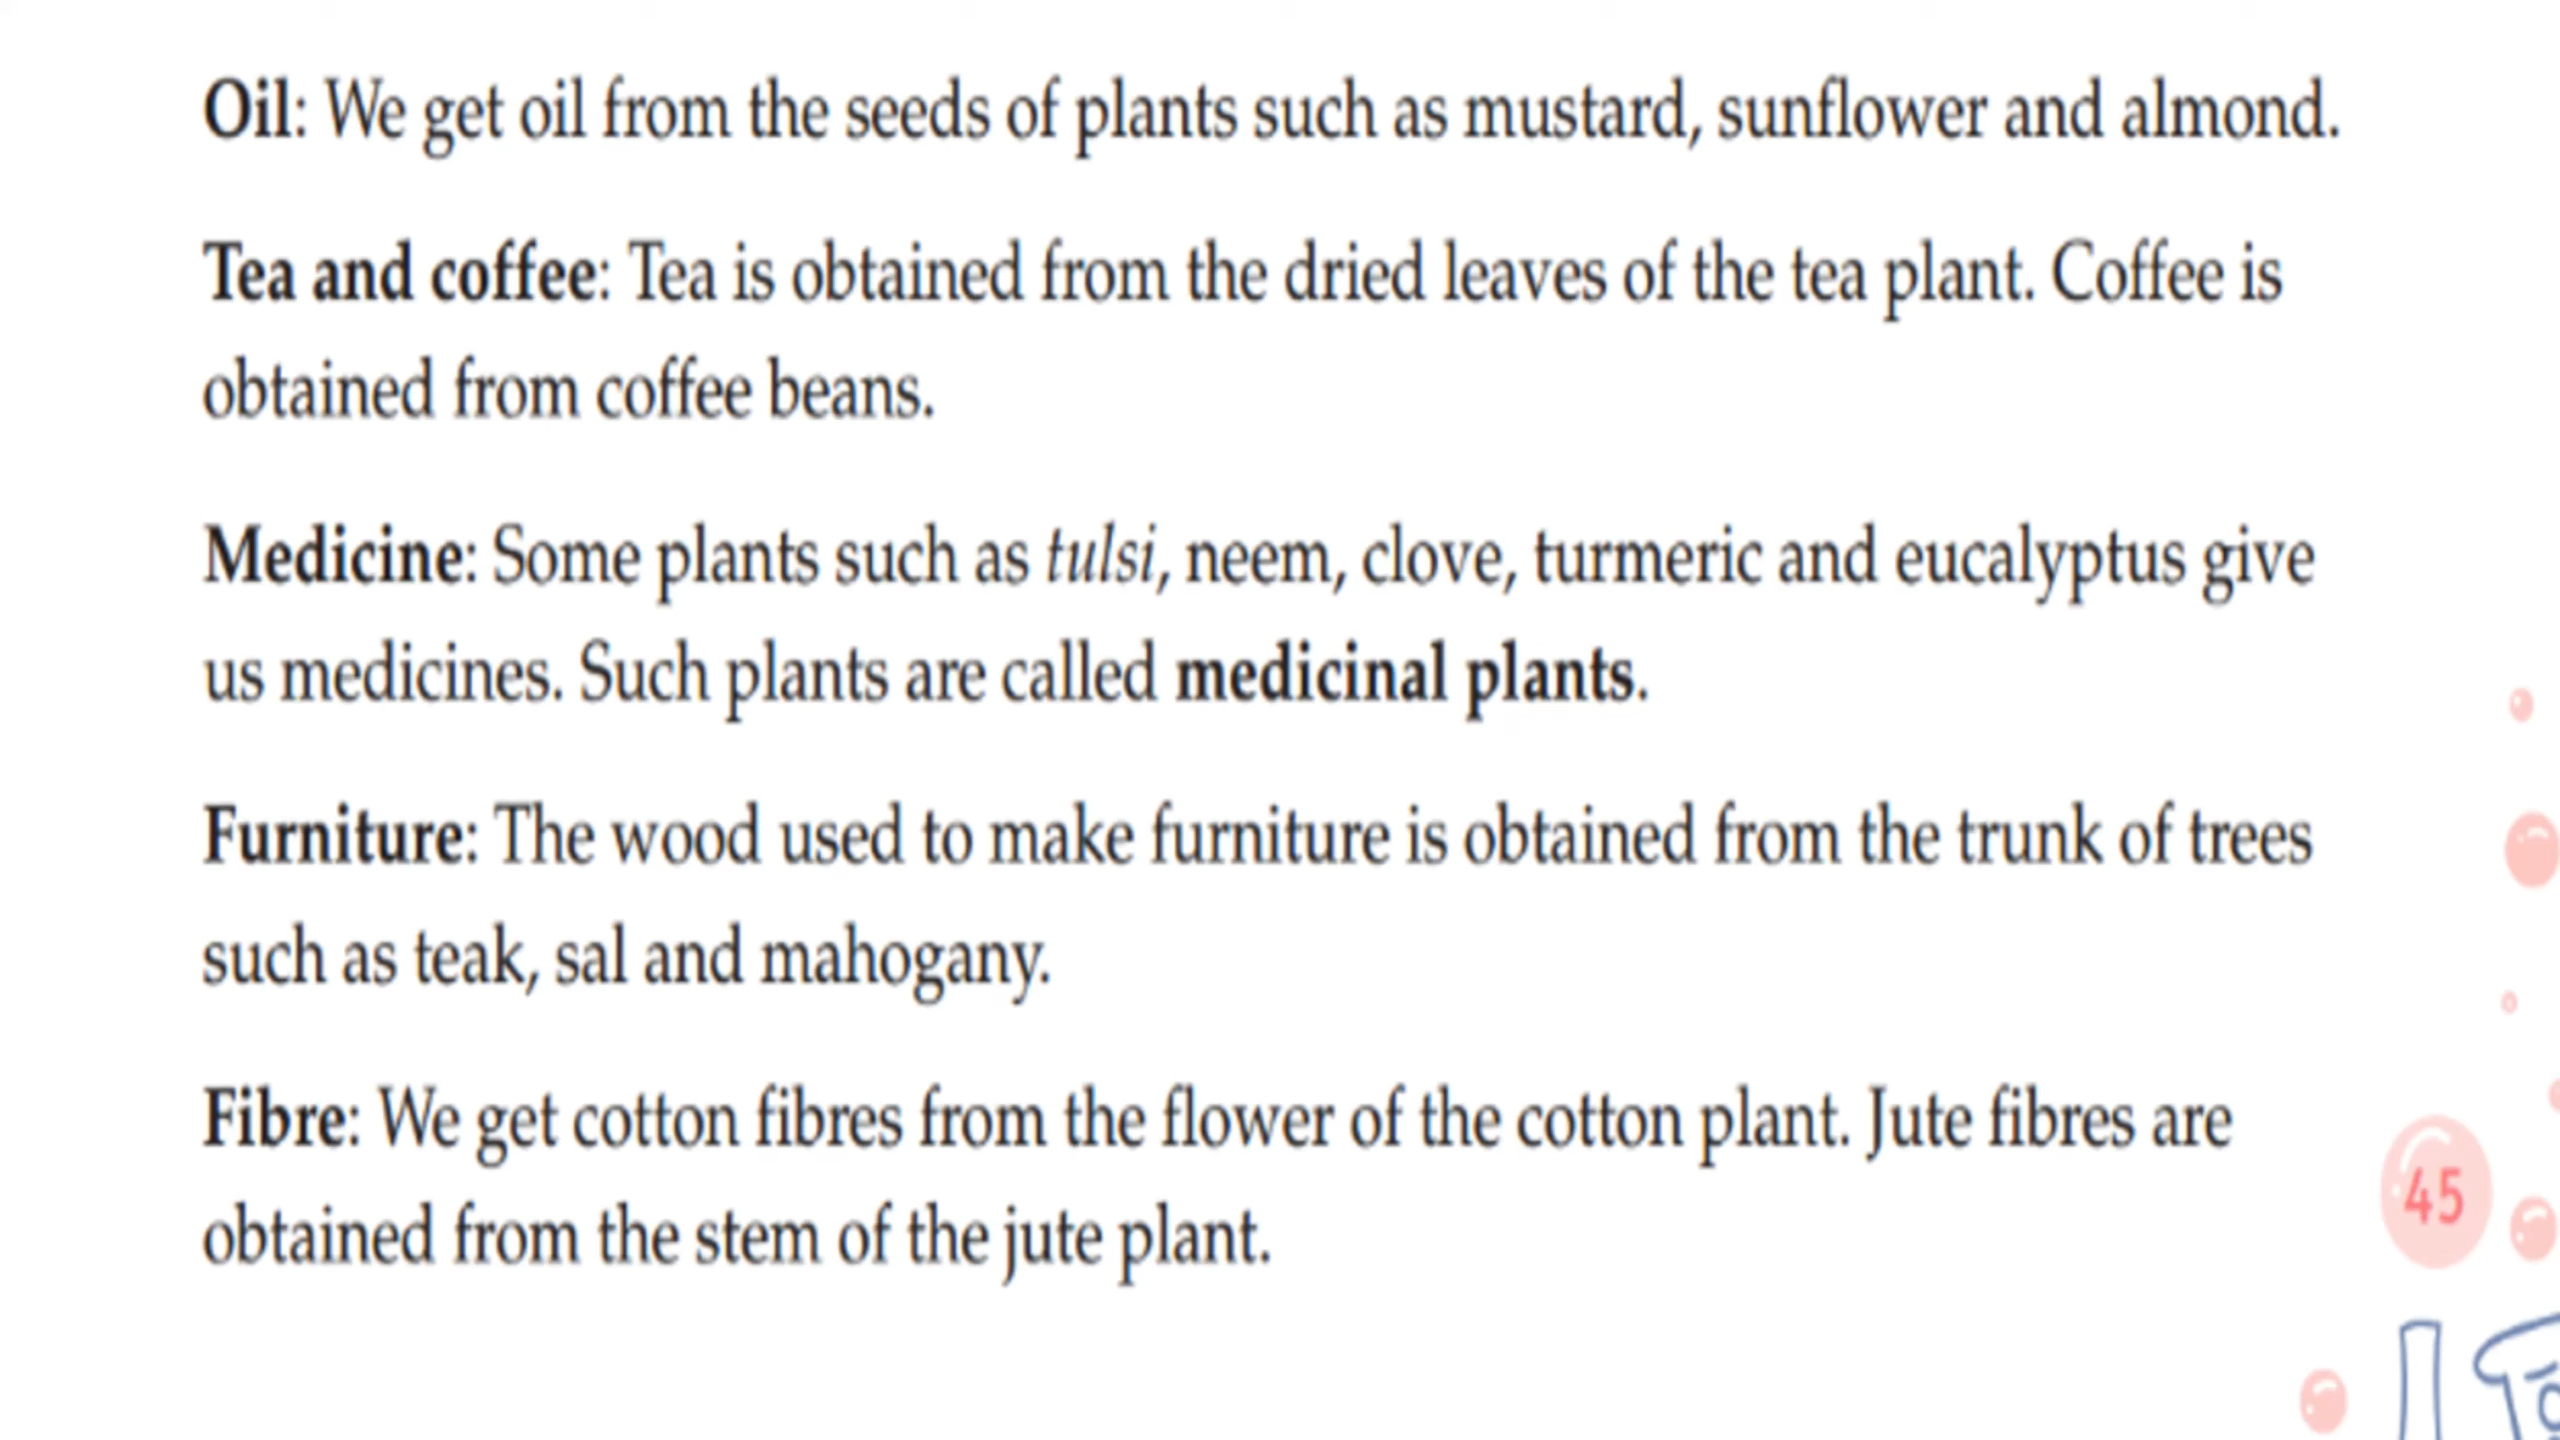 Oil: We get oil from the seeds of plants such as mustard, sunflower and almond.
Tea and coffee: Tea is obtained from the dried leaves of the tea plant. Coffee is
obtained from coffee beans.
Medicine: Some plants such as tulsi, neem, clove, turmeric and eucalyptus give
us medicines. Such plants are called medicinal plants.
Furniture: The wood used to make furniture is obtained from the trunk of trees
such as teak, sal and mahogany.
Fibre: We get cotton fibres from the flower of the cotton plant. Jute fibres are
obtained from the stem of the jute plant.
45